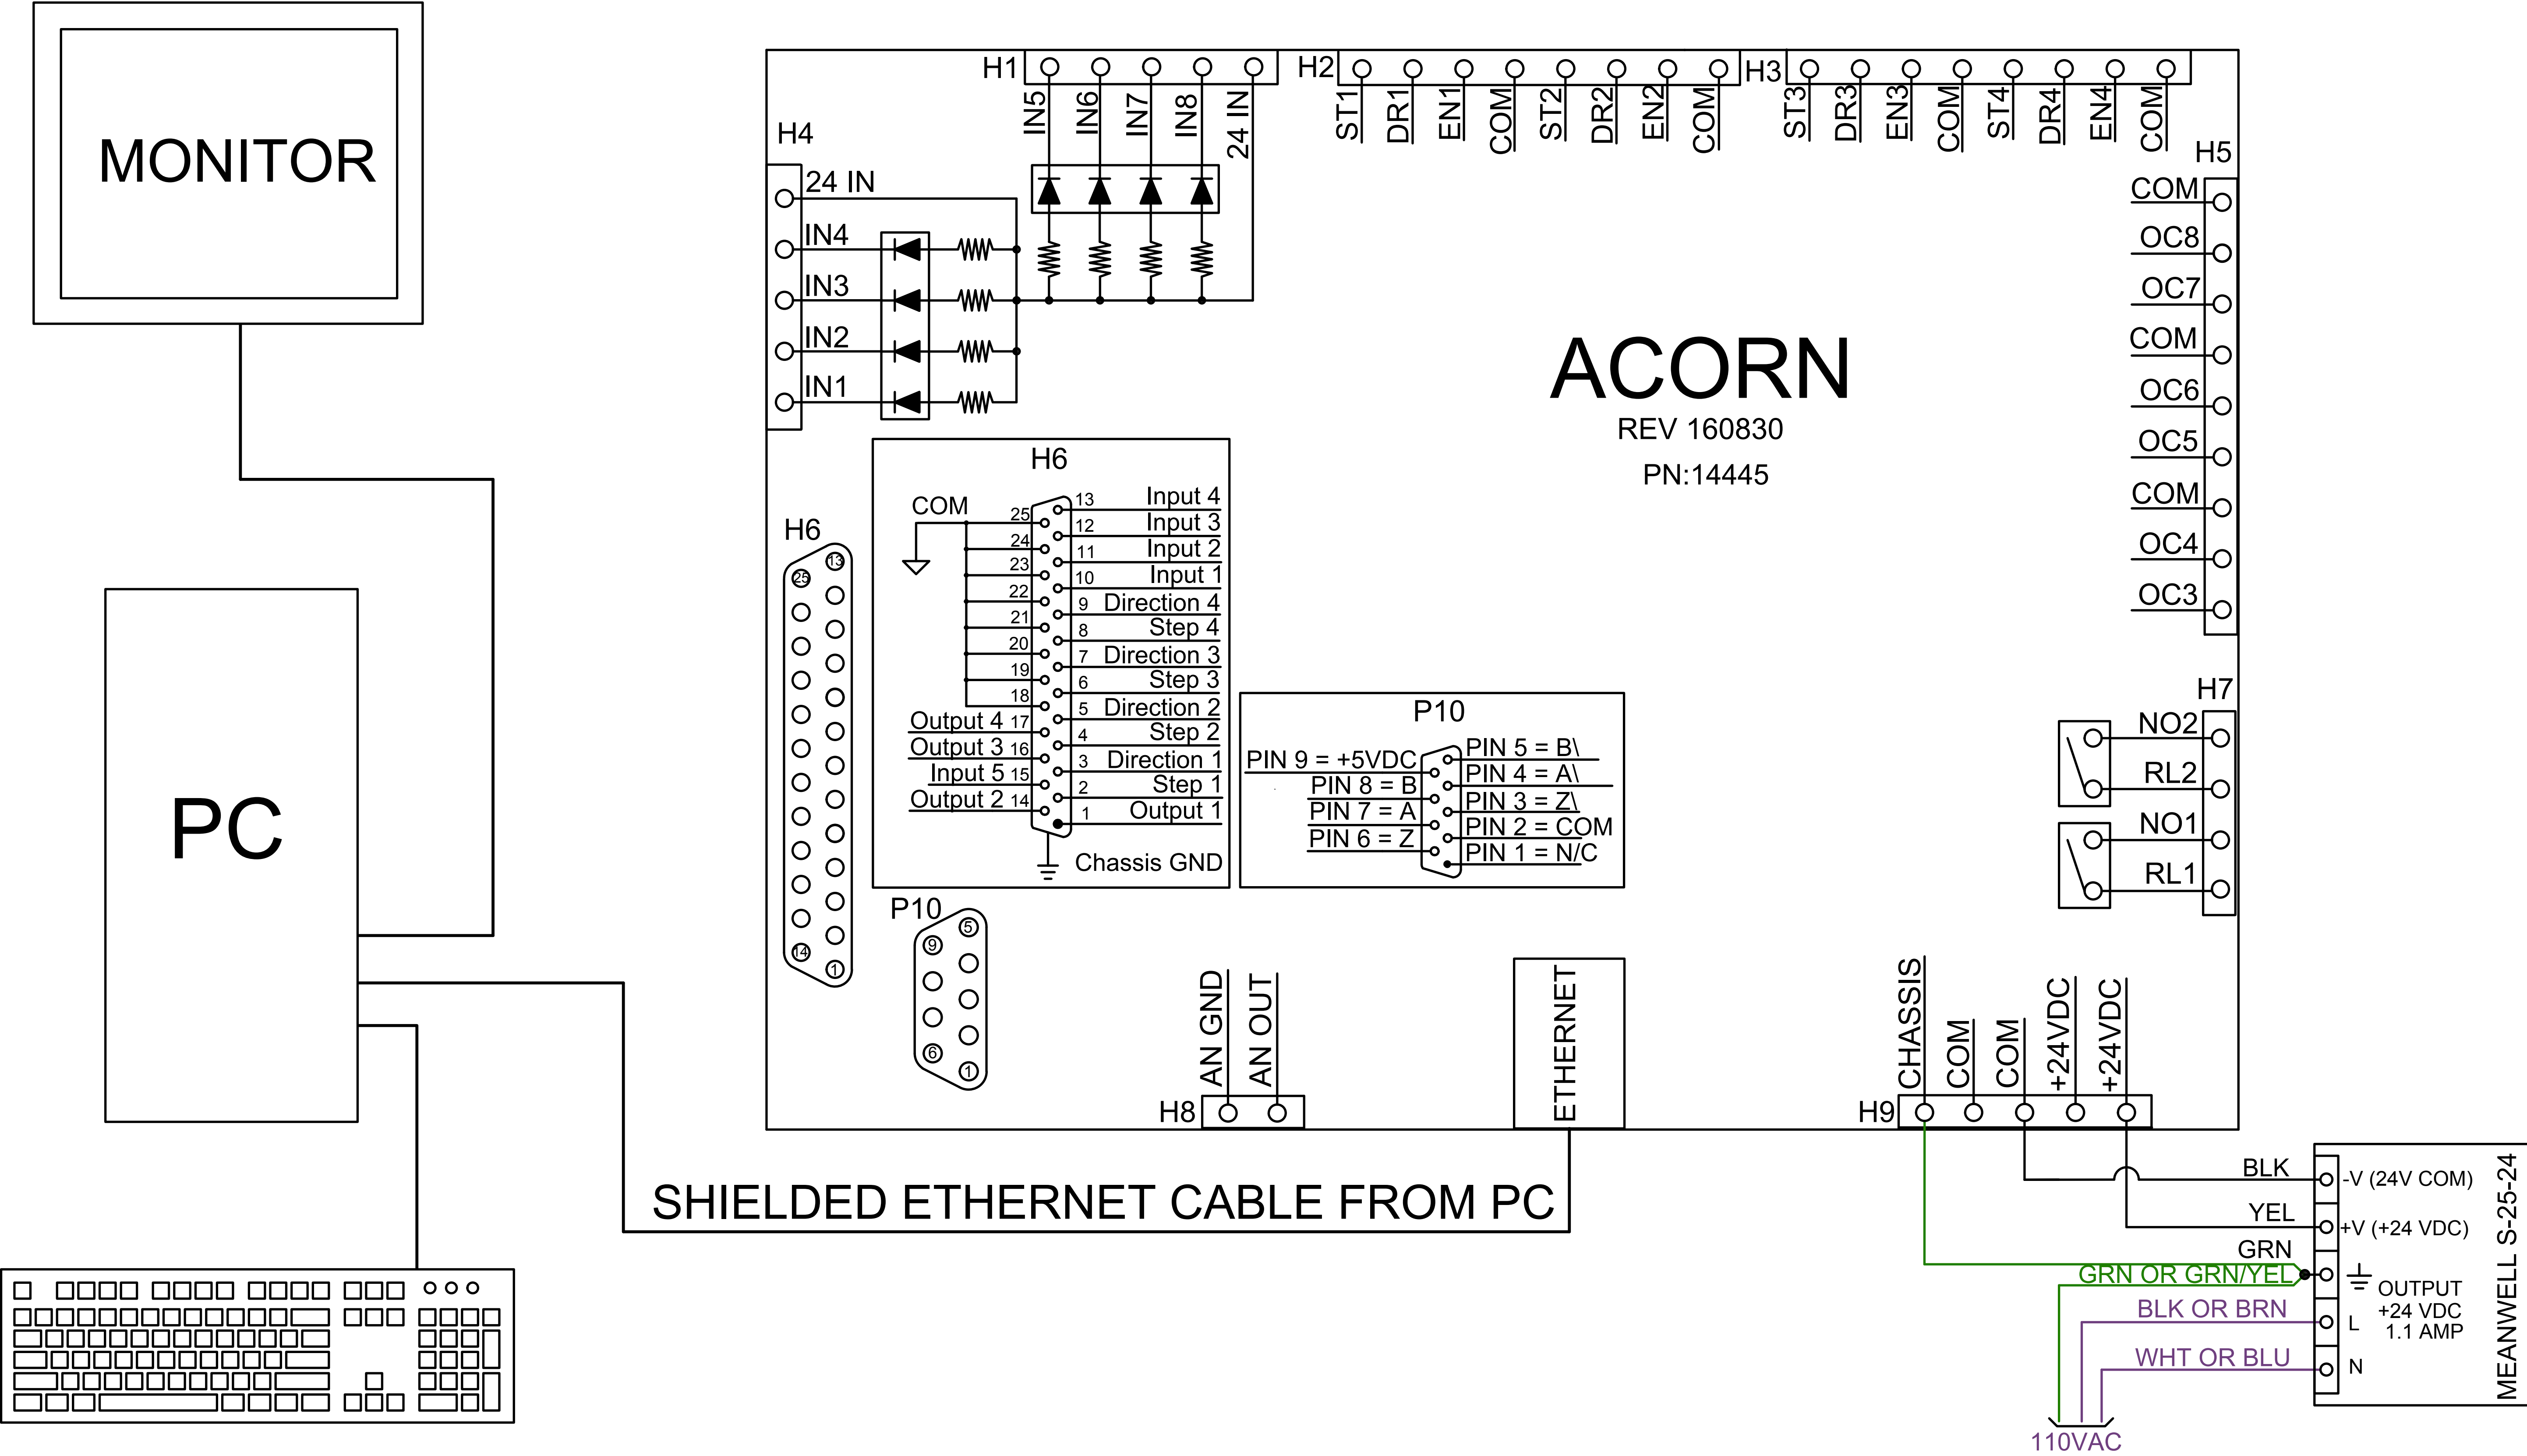 MONITOR
PC
H1
IN5
IN6
IN7
IN8
24 IN
H2
ST1
DR1
EN1
COM
ST2
DR2
EN2
COM
H3
ST3
DR3
EN3
COM
ST4
DR4
EN4
COM
H4
24 IN
IN4
IN3
IN2
IN1
ACORN
REV 160830
PN:14445
H5
COM
OC8
OC7
COM
OC6
OC5
COM
OC4
OC3
H6
13
25
14
1
H6
COM
25
24
23
22
21
20
19
18
Output 4 17
Output 3 16
Input 5 15
Output 2 14
13 Input 4
12 Input 3
11 Input 2
10 Input 1
9 Direction 4
8 Step 4
7 Direction 3
6 Step 3
5 Direction 2
4 Step 2
3 Direction 1
2 Step 1
1 Output 1
Chassis GND
P10
PIN 9 = +5VDC
PIN 8 = B
PIN 7 = A
PIN 6 = Z
PIN 5 = B\
PIN 4 = A\
PIN 3 = Z\
PIN 2 = COM
PIN 1 = N/C
H7
NO2
RL2
NO1
RL1
P10
5
9
6
1
H8
AN GND
AN OUT
ETHERNET
H9
CHASSIS
COM
COM
+24VDC
+24VDC
SHIELDED ETHERNET CABLE FROM PC
BLK
YEL
GRN
GRN OR GRN/YEL
BLK OR BRN
WHT OR BLU
110VAC
-V (24V COM)
+V (+24 VDC)
OUTPUT
+24 VDC
1.1 AMP
L
N
MEANWELL S-25-24